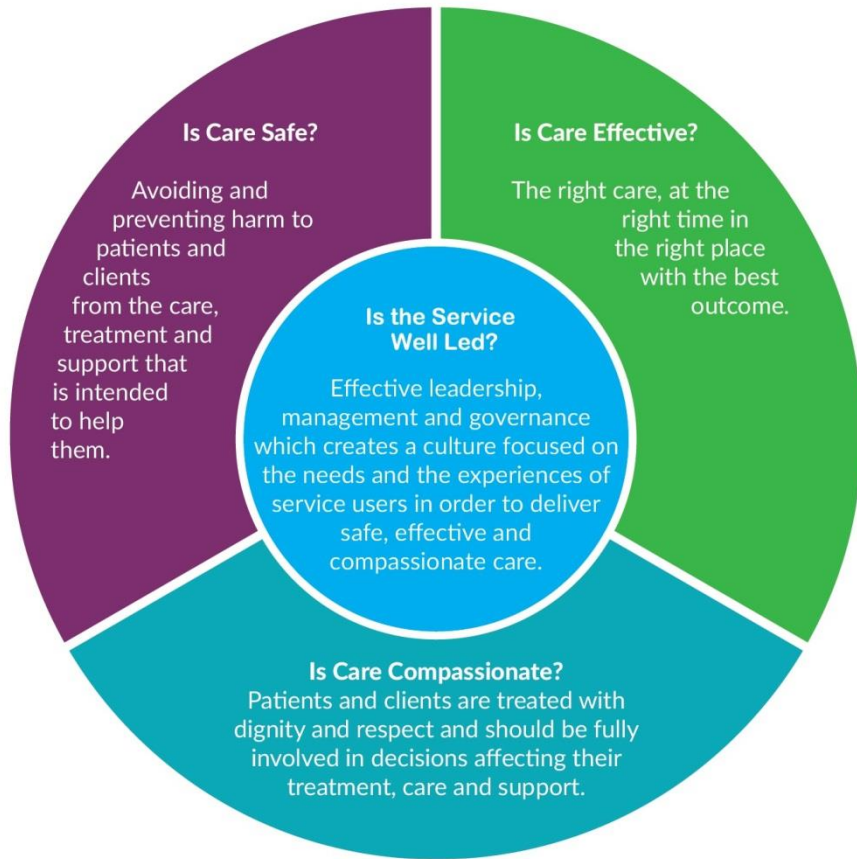 Is Care Safe?
Avoiding and
preventing harm to
patients and
clients
from the care,
treatment and
support that
is intended
to help
them.
Is Care Effective?
The right care, at the
right time in
the right place
with the best
outcome.
Is the Service
Well Led?
Effective leadership,
management and governance
which creates a culture focused on
the needs and the experiences of
service users in order to deliver
safe, effective and
compassionate care.
Is Care Compassionate?
Patients and clients are treated with
dignity and respect and should be fully
involved in decisions affecting their
treatment, care and support.